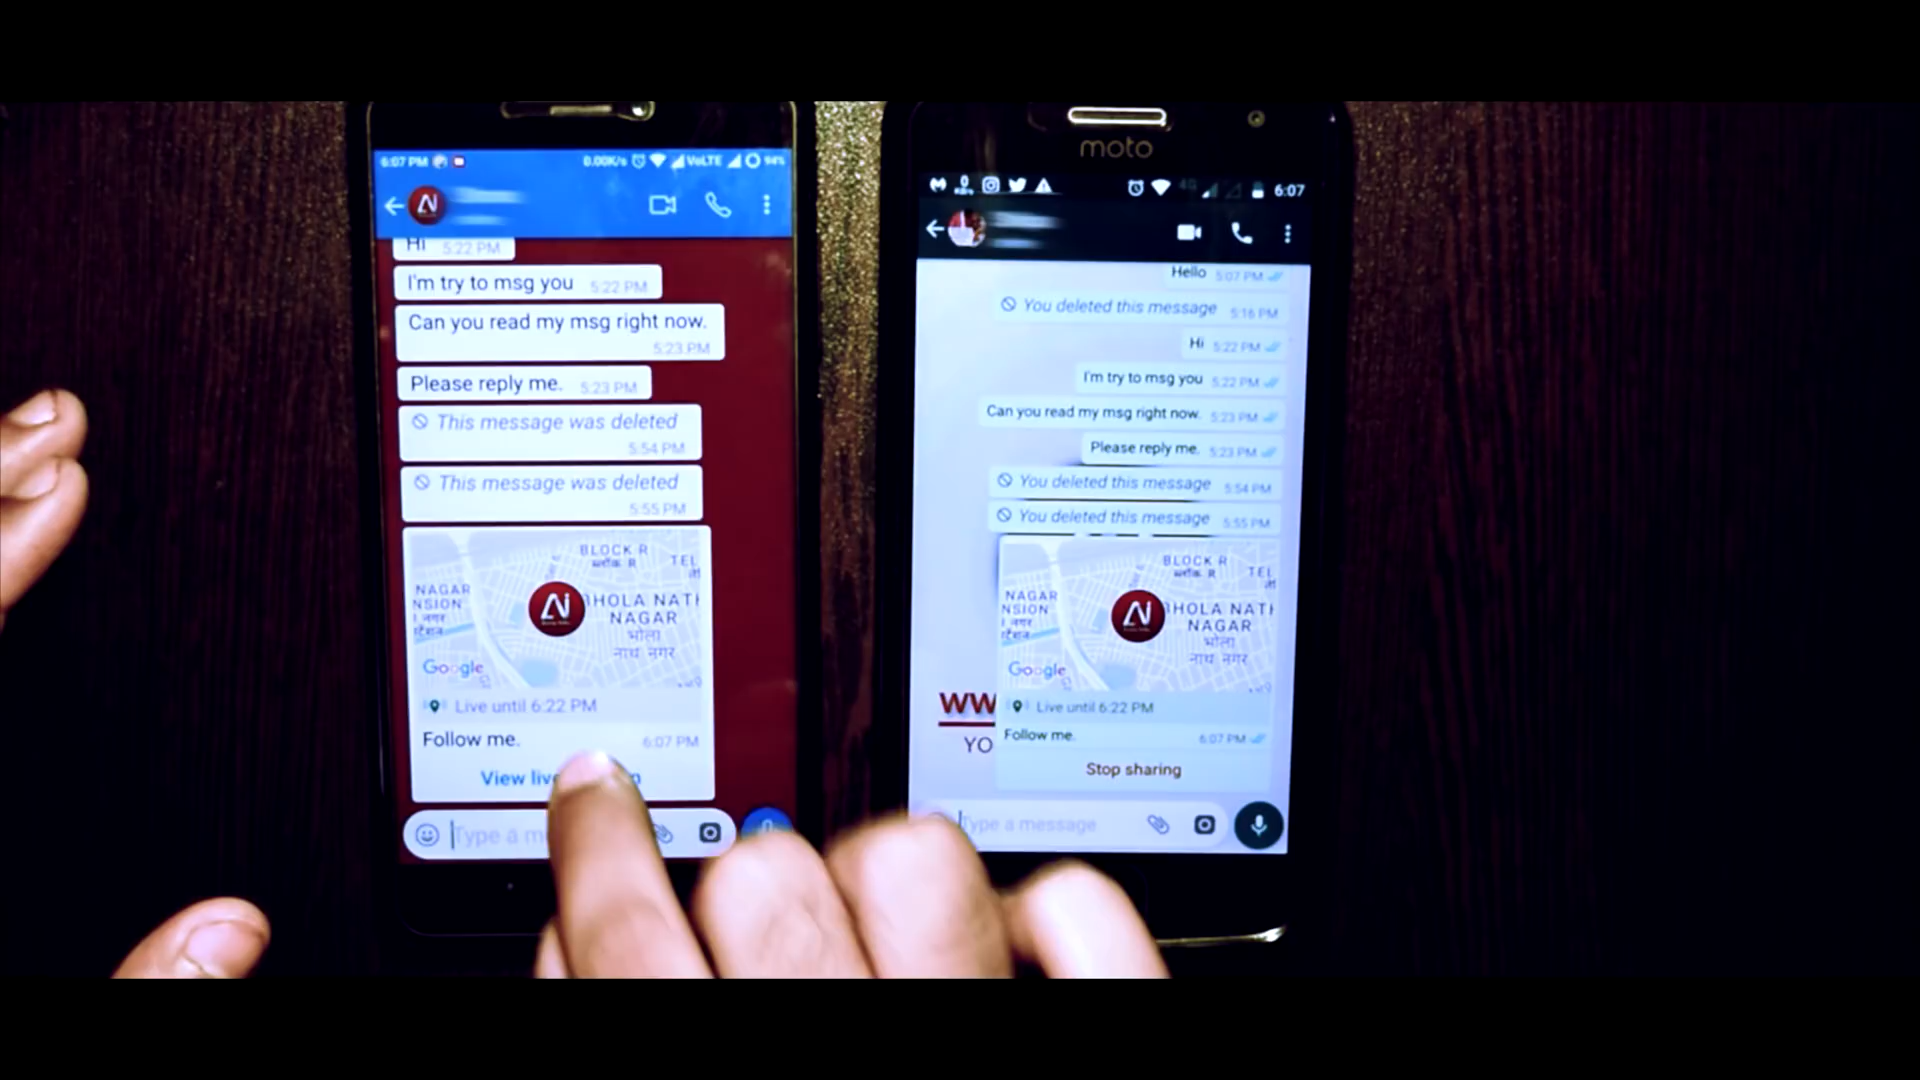 6:07 PM
0.00K/s
VoLTE
94%
Hi 5:22 PM
I'm try to msg you 5:22 PM
Can you read my msg right now.
5:23 PM
Please reply me. 5:23 PM
This message was deleted
5:54 PM
This message was deleted
5:55 PM
BLOCK R
ब्लॉक R
TEL
NAGAR
NSION
HOLA NATH
NAGAR
भोला
नाथ नगर
Google
Live until 6:22 PM
Follow me. 6:07 PM
View live
Type a m
moto
4G
6:07
Hello 5:07 PM
You deleted this message 5:16 PM
Hi 5:22 PM
I'm try to msg you 5:22 PM
Can you read my msg right now. 5:23 PM
Please reply me. 5:23 PM
You deleted this message 5:54 PM
You deleted this message 5:55 PM
BLOCK R
ब्लॉक R
TEL
NAGAR
NSION
HOLA NATH
NAGAR
भोला
नाथ नगर
Google
Live until 6:22 PM
Follow me. 6:07 PM
Stop sharing
WW
YO
Type a message